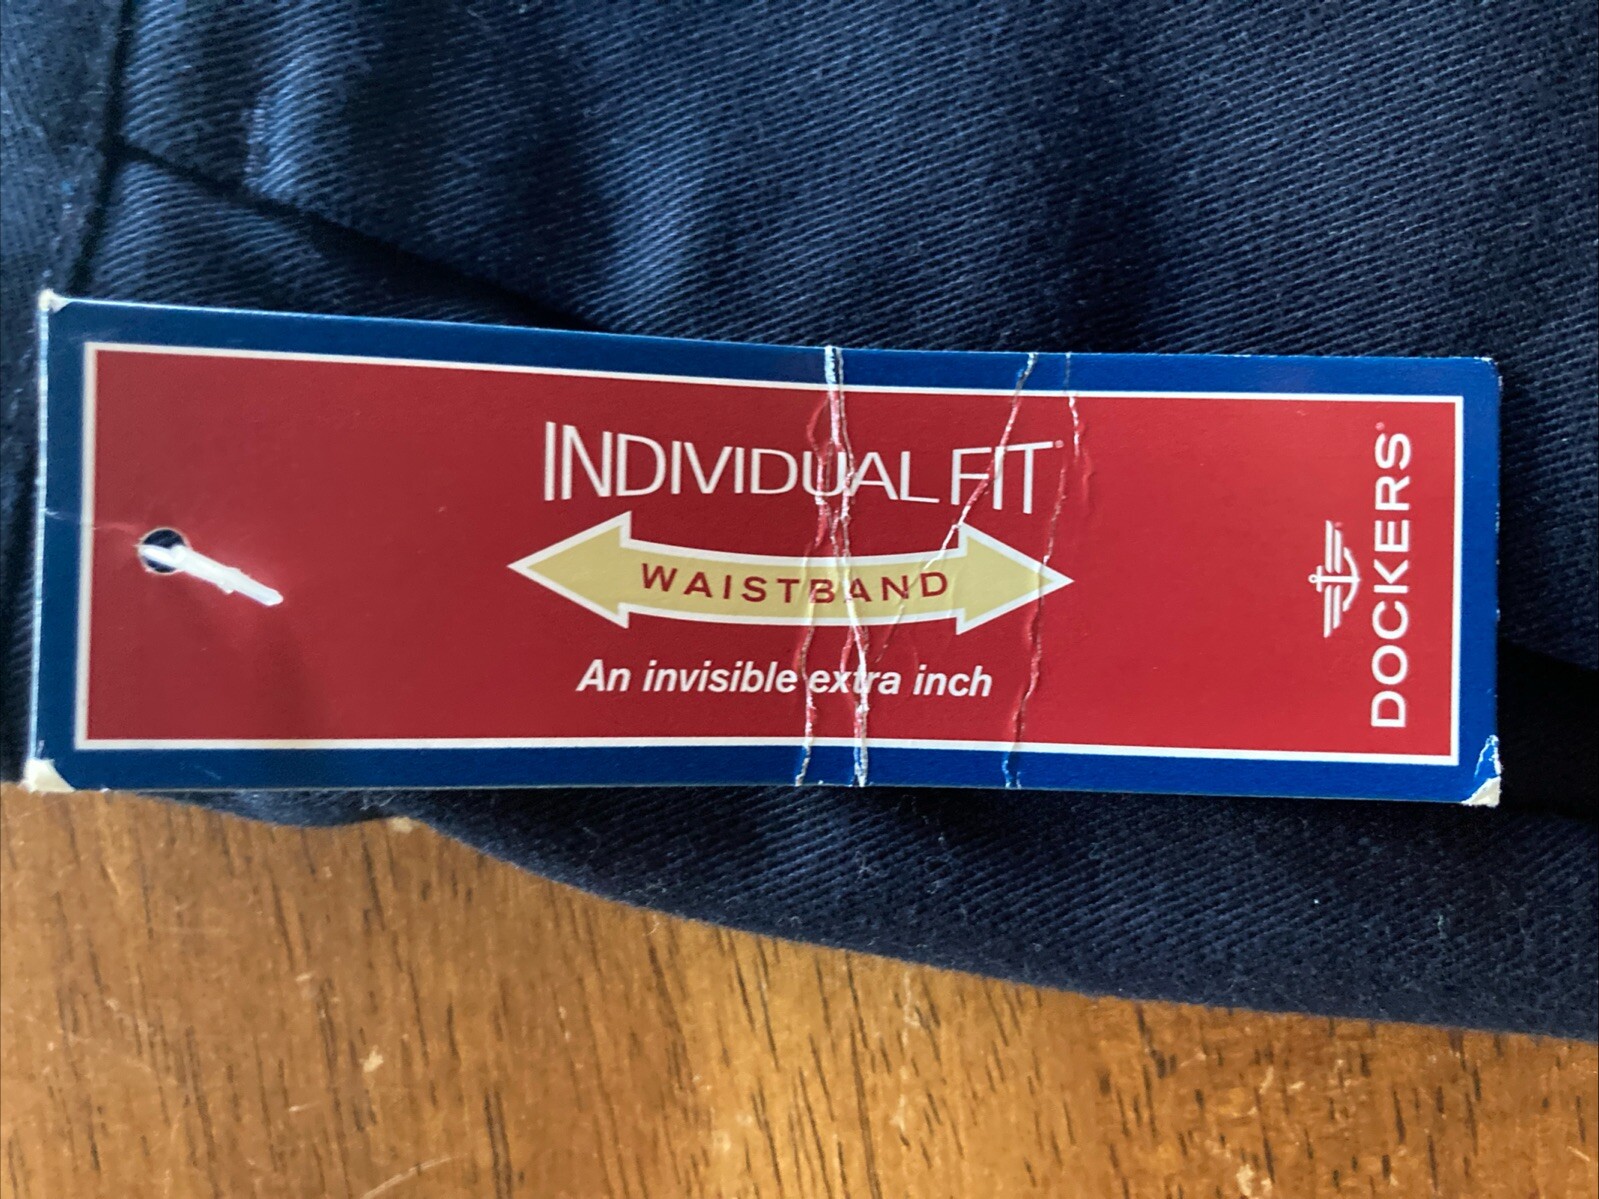 INDIVIDUAL FIT®
WAISTBAND
An invisible extra inch
DOCKERS®